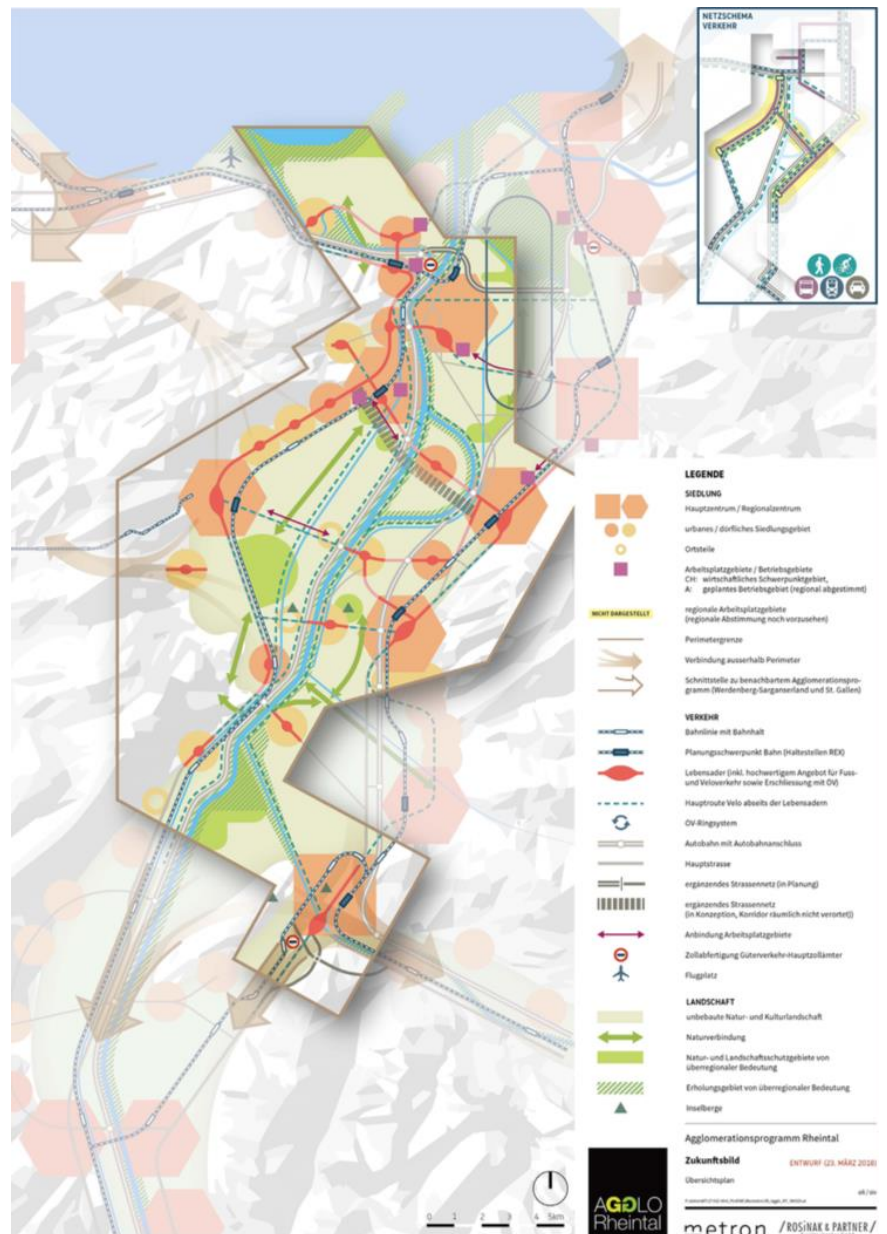 NETZSCHEMA
VERKEHR
LEGENDE
SIEDLUNG
Hauptzentrum / Regionalzentrum
urbanes / dörfliches Siedlungsgebiet
Ortsteile
Arbeitsplatzgebiete / Betriebsgebiete
CH: wirtschaftliches Schwerpunktgebiet,
A: geplantes Betriebsgebiet (regional abgestimmt)
NICHT DARGESTELLT
regionale Arbeitsplatzgebiete
(regionale Abstimmung noch vorzusehen)
Perimetergrenze
Verbindung ausserhalb Perimeter
Schnittstelle zu benachbartem Agglomerationspro-
gramm (Werdenberg-Sarganserland und St. Gallen)
VERKEHR
Bahnlinie mit Bahnhalt
Planungsschwerpunkt Bahn (Haltestellen REX)
Lebensader (inkl. hochwertigem Angebot für Fuss-
und Veloverkehr sowie Erschliessung mit ÖV)
Hauptroute Velo abseits der Lebensadern
ÖV-Ringsystem
Autobahn mit Autobahnanschluss
Hauptstrasse
ergänzendes Strassennetz (in Planung)
ergänzendes Strassennetz
(in Konzeption, Korridor räumlich nicht verortet))
Anbindung Arbeitsplatzgebiete
Zollabfertigung Güterverkehr-Hauptzollämter
Flugplatz
LANDSCHAFT
unbebaute Natur- und Kulturlandschaft
Naturverbindung
Natur- und Landschaftsschutzgebiete von
überregionaler Bedeutung
Erholungsgebiet von überregionaler Bedeutung
Inselberge
Agglomerationsprogramm Rheintal
Zukunftsbild
ENTWURF (23. MÄRZ 2018)
Übersichtsplan
0 1 2 3 4 5km
AGGLO
Rheintal
metron /ROSiNAK & PARTNER/